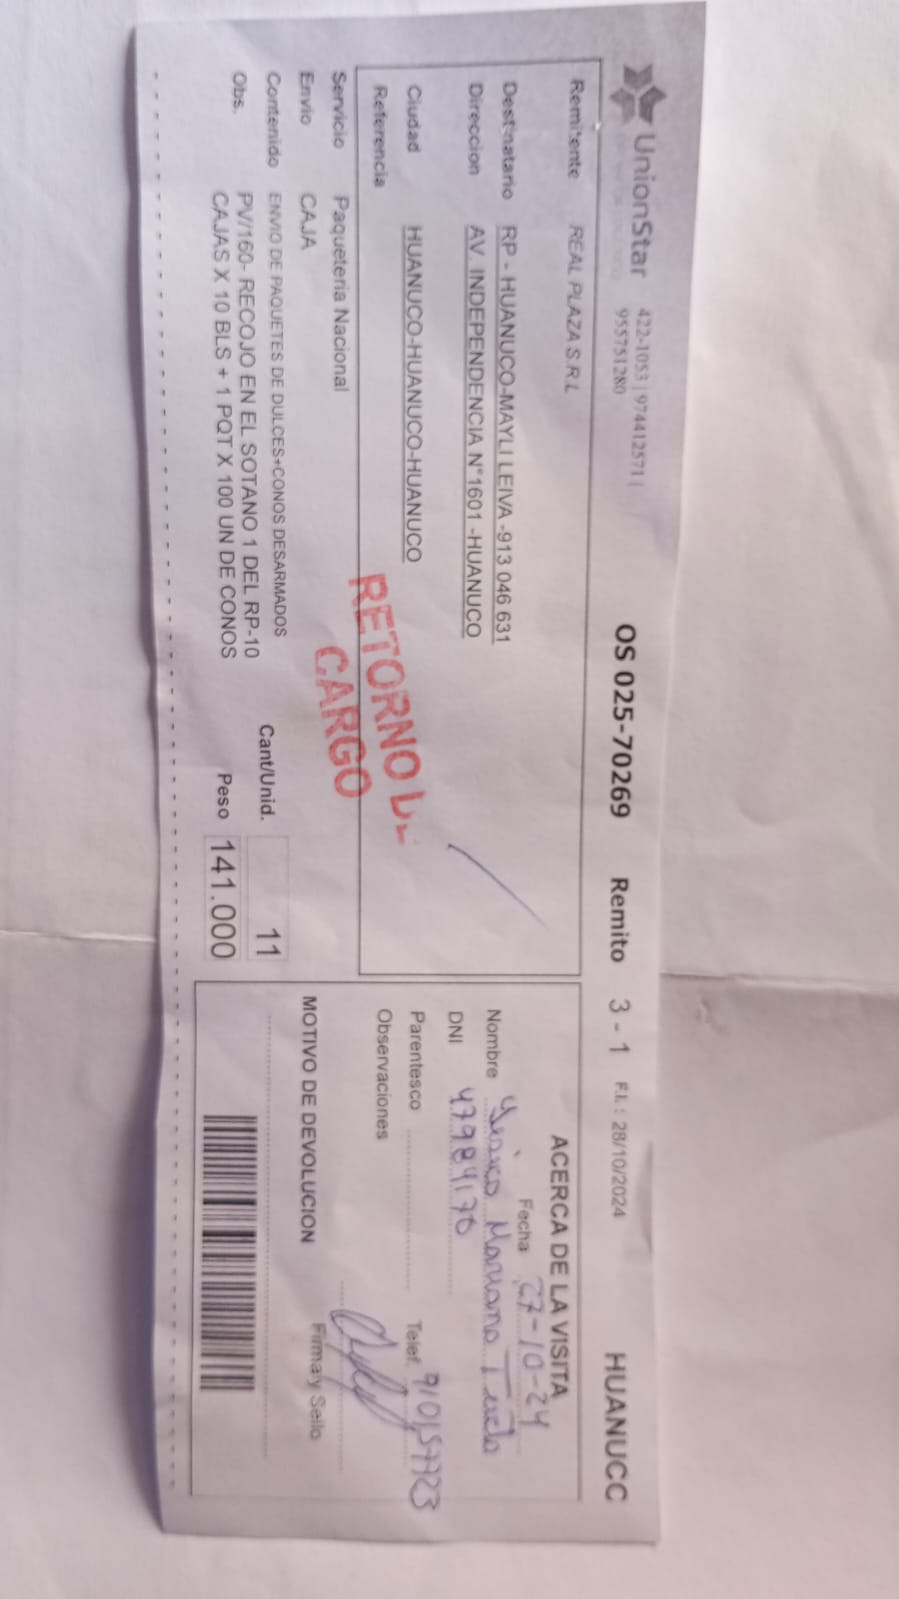 UnionStar 422-1053 | 974412571 |
955751280
OS 025-70269 Remito 3 - 1 F.I. : 28/10/2024 HUANUCC
Remitente REAL PLAZA S.R.L
Destinatario RP - HUANUCO-MAYLI LEIVA -913 046 631
Direccion AV. INDEPENDENCIA N°1601 -HUANUCO
Ciudad HUANUCO-HUANUCO-HUANUCO
Referencia
Servicio Paqueteria Nacional
Envio CAJA
Contenido ENVIO DE PAQUETES DE DULCES+CONOS DESARMADOS
Obs. PV/160- RECOJO EN EL SOTANO 1 DEL RP-10
CAJAS X 10 BLS + 1 PQT X 100 UN DE CONOS
RETORNO DE
CARGO
Cant/Unid. 11
Peso 141.000
ACERCA DE LA VISITA
Fecha 27-10-24
Nombre Mariano
DNI 47984170
Parentesco Telef. 910157723
Observaciones
Firma y Sello
MOTIVO DE DEVOLUCION